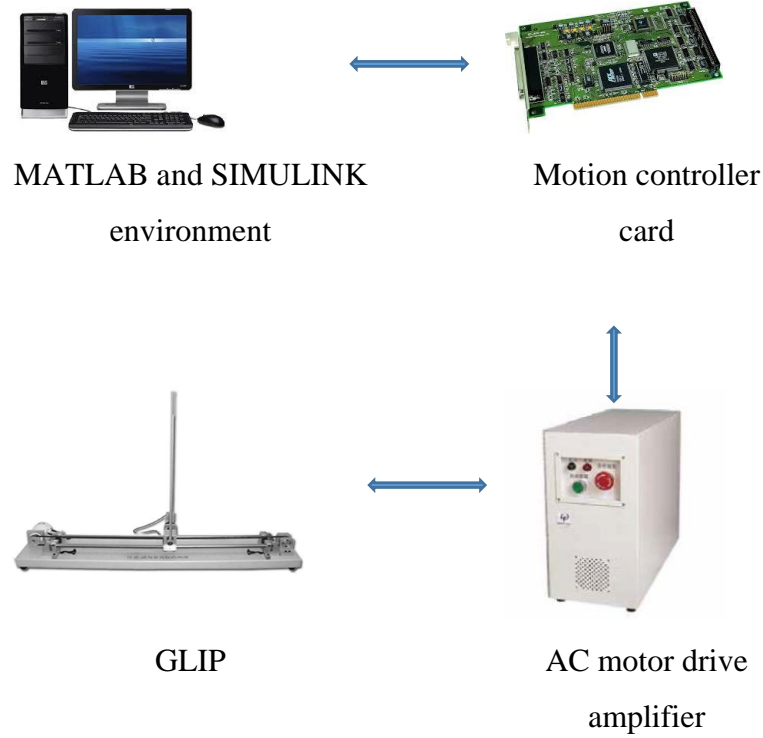 MATLAB and SIMULINK
environment
Motion controller
card
GLIP
AC motor drive
amplifier